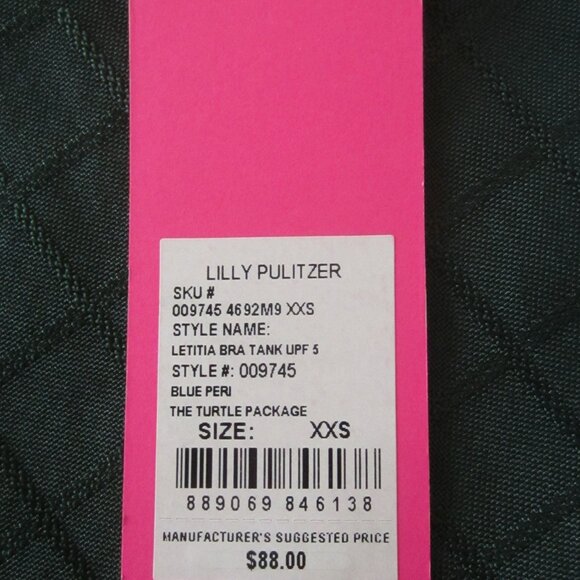 LILLY PULITZER
SKU #
009745 4692M9 XXS
STYLE NAME:
LETITIA BRA TANK UPF 5
STYLE #: 009745
BLUE PERI
THE TURTLE PACKAGE
SIZE: XXS
889069 846138
MANUFACTURER'S SUGGESTED PRICE
$88.00